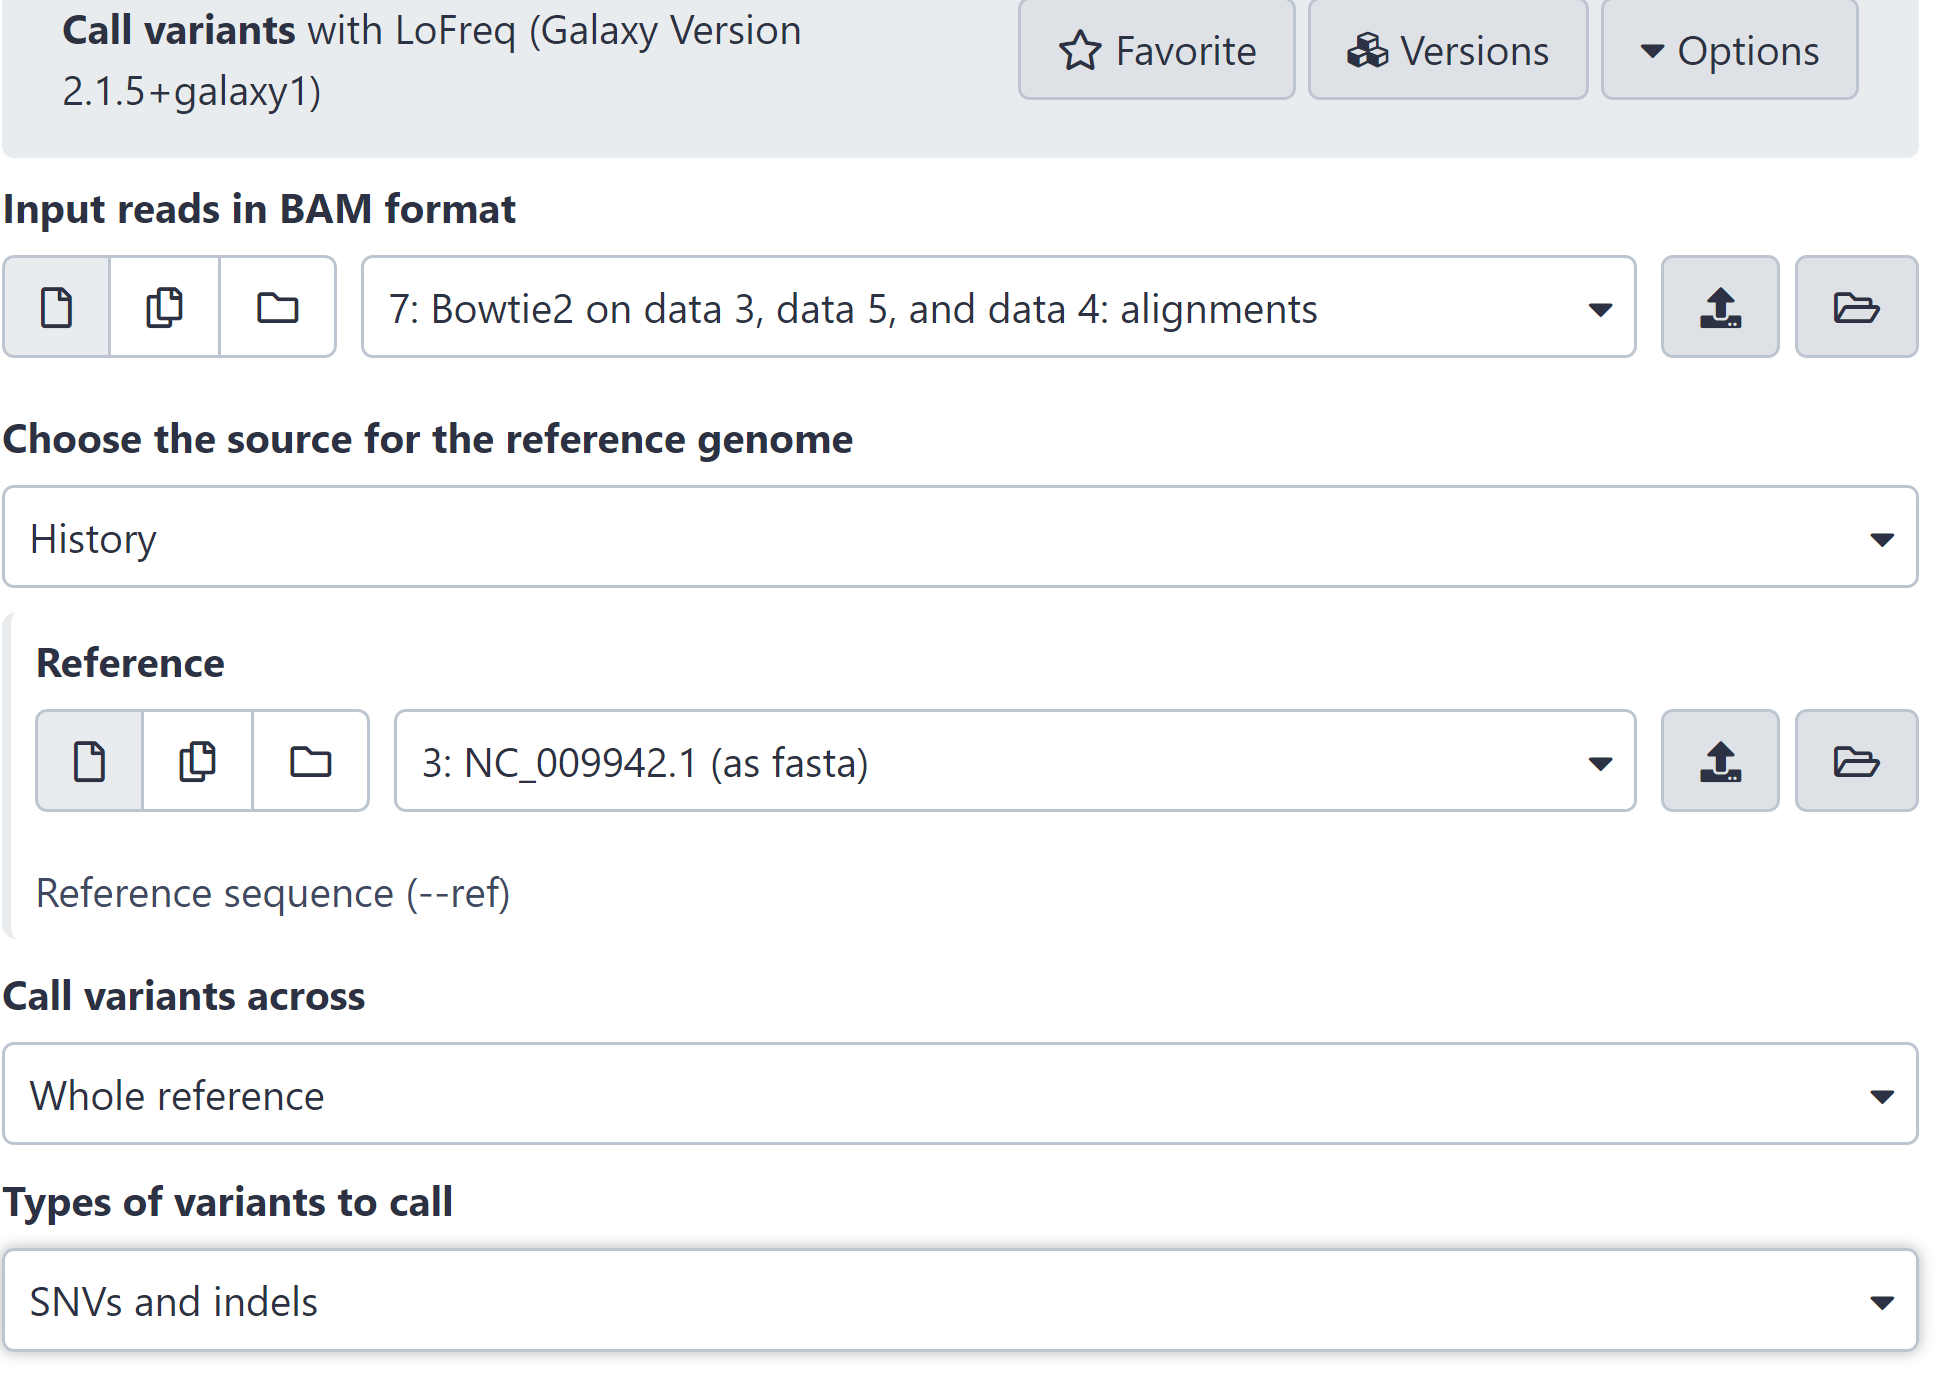 Call variants with LoFreq (Galaxy Version
2.1.5+galaxy1)
Favorite
Versions
Options
Input reads in BAM format
7: Bowtie2 on data 3, data 5, and data 4: alignments
Choose the source for the reference genome
History
Reference
3: NC_009942.1 (as fasta)
Reference sequence (--ref)
Call variants across
Whole reference
Types of variants to call
SNVs and indels